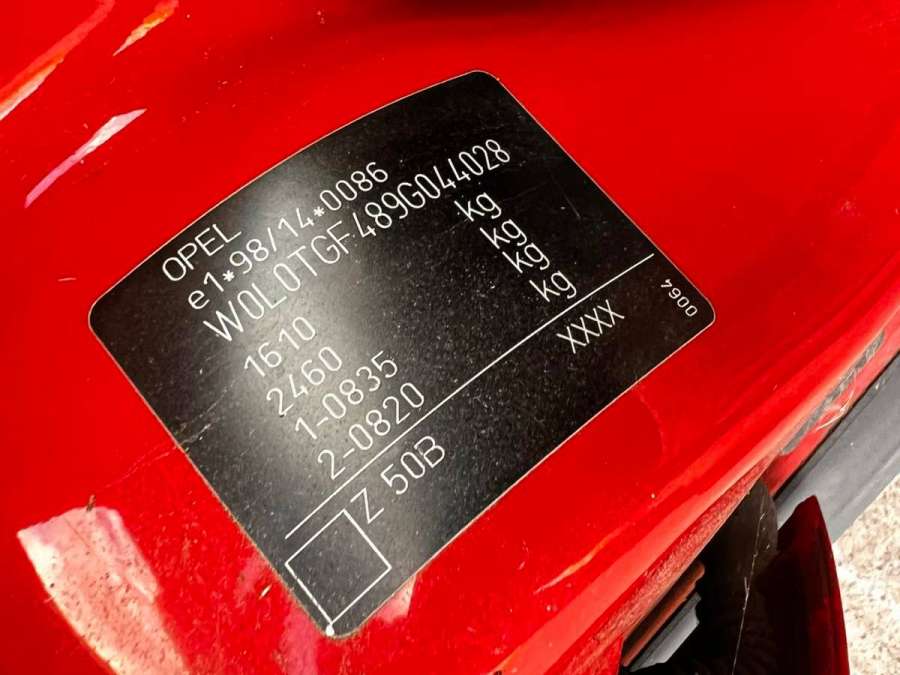 OPEL
e1*98/14*0086
W0L0TGF489G044028
1610 kg
2460 kg
1-0835 kg
2-0820 kg
Z 50B XXXX
0064